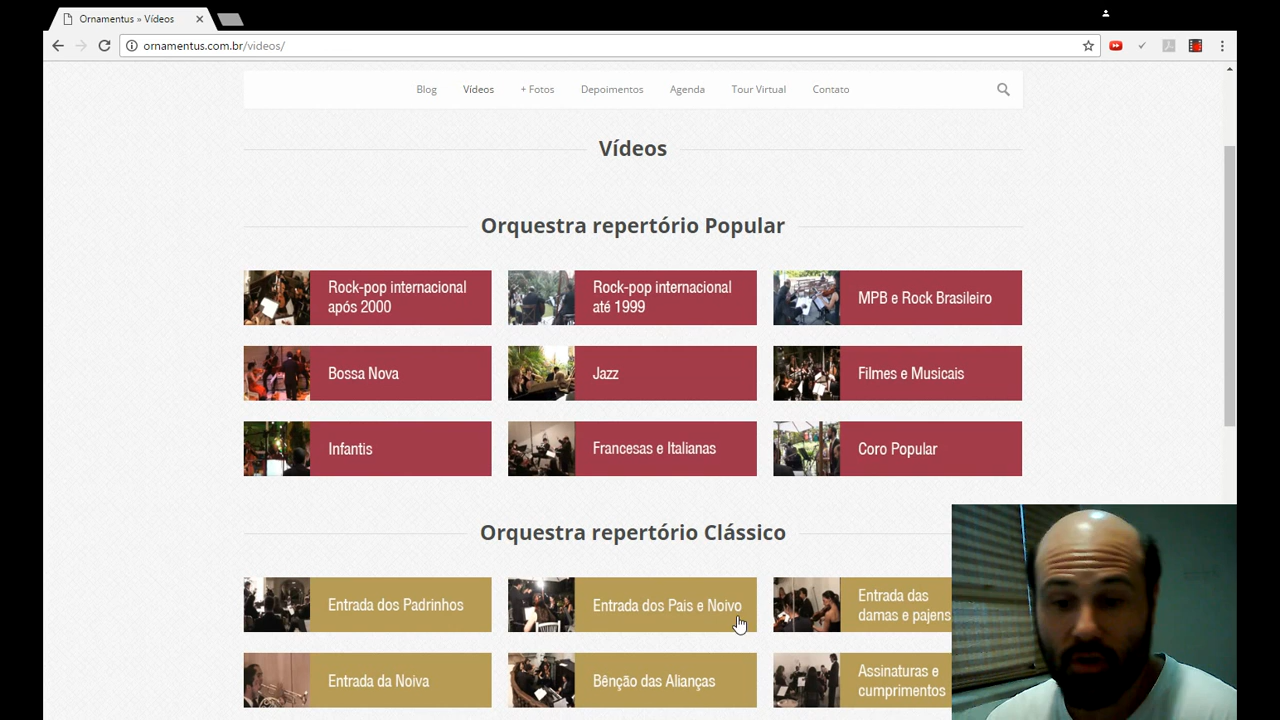 Ornamentus » Vídeos
ornamentus.com.br/videos/
Blog Vídeos + Fotos Depoimentos Agenda Tour Virtual Contato
Vídeos
Orquestra repertório Popular
Rock-pop internacional
após 2000
Rock-pop internacional
até 1999
MPB e Rock Brasileiro
Bossa Nova
Jazz
Filmes e Musicais
Infantis
Francesas e Italianas
Coro Popular
Orquestra repertório Clássico
Entrada dos Padrinhos
Entrada dos Pais e Noivo
Entrada das
damas e pajens
Entrada da Noiva
Bênção das Alianças
Assinaturas e
cumprimentos